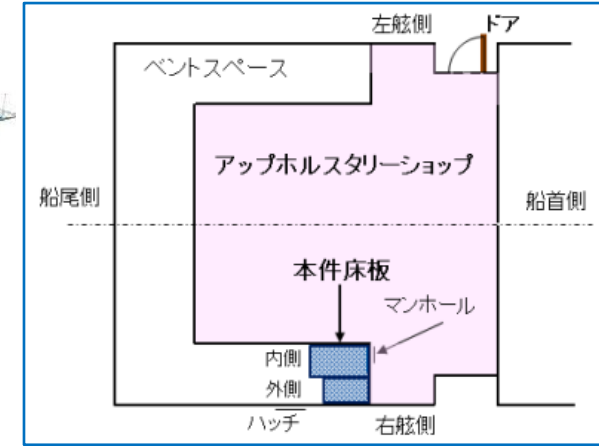 左舷側
ドア
ベントスペース
アップホルスタリーショップ
船尾側
船首側
本件床板
マンホール
内側
外側
ハッチ
右舷側